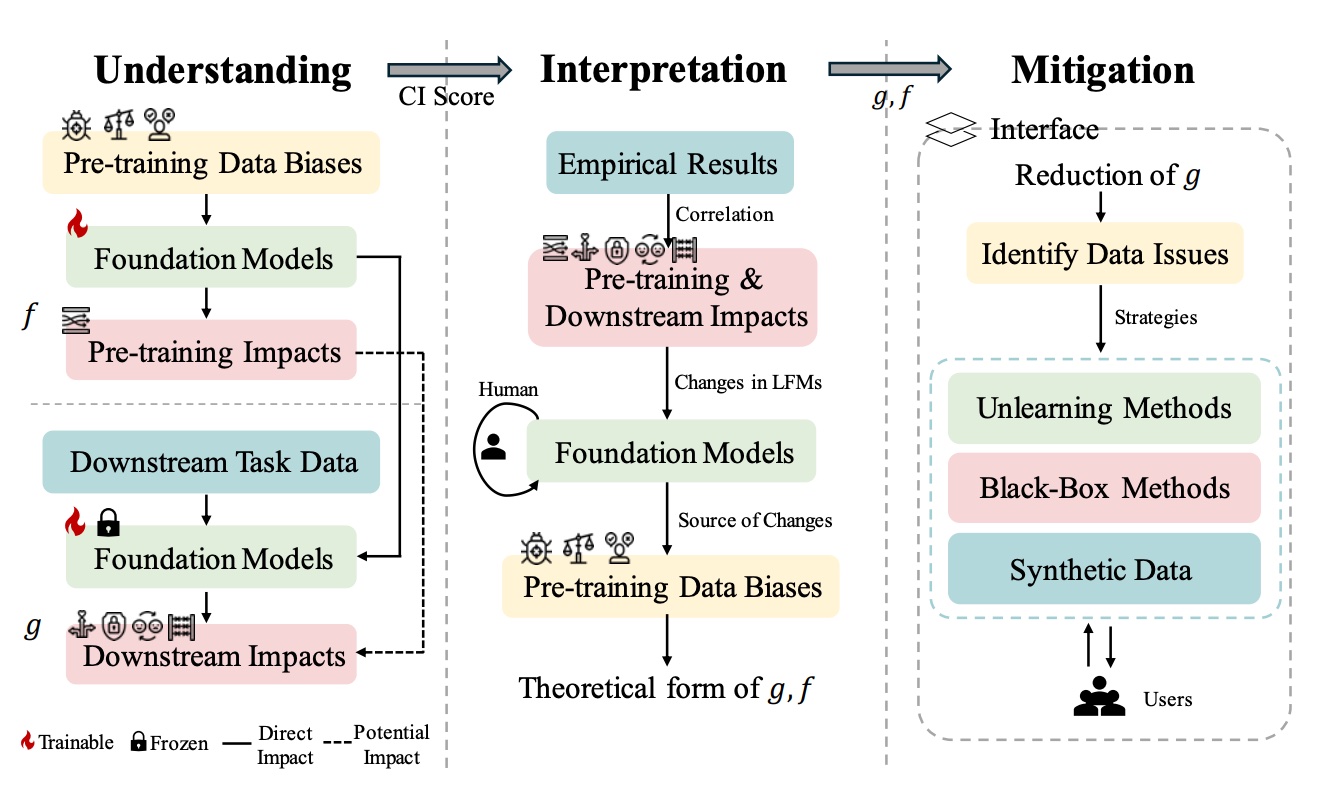 Understanding
CI Score
Interpretation
g, f
Mitigation
Pre-training Data Biases
Foundation Models
f
Pre-training Impacts
Downstream Task Data
Foundation Models
g
Downstream Impacts
Trainable
Frozen
Direct
Impact
Potential
Impact
Empirical Results
Correlation
Pre-training &
Downstream Impacts
Changes in LFMs
Human
Foundation Models
Source of Changes
Pre-training Data Biases
Theoretical form of g, f
Interface
Reduction of g
Identify Data Issues
Strategies
Unlearning Methods
Black-Box Methods
Synthetic Data
Users